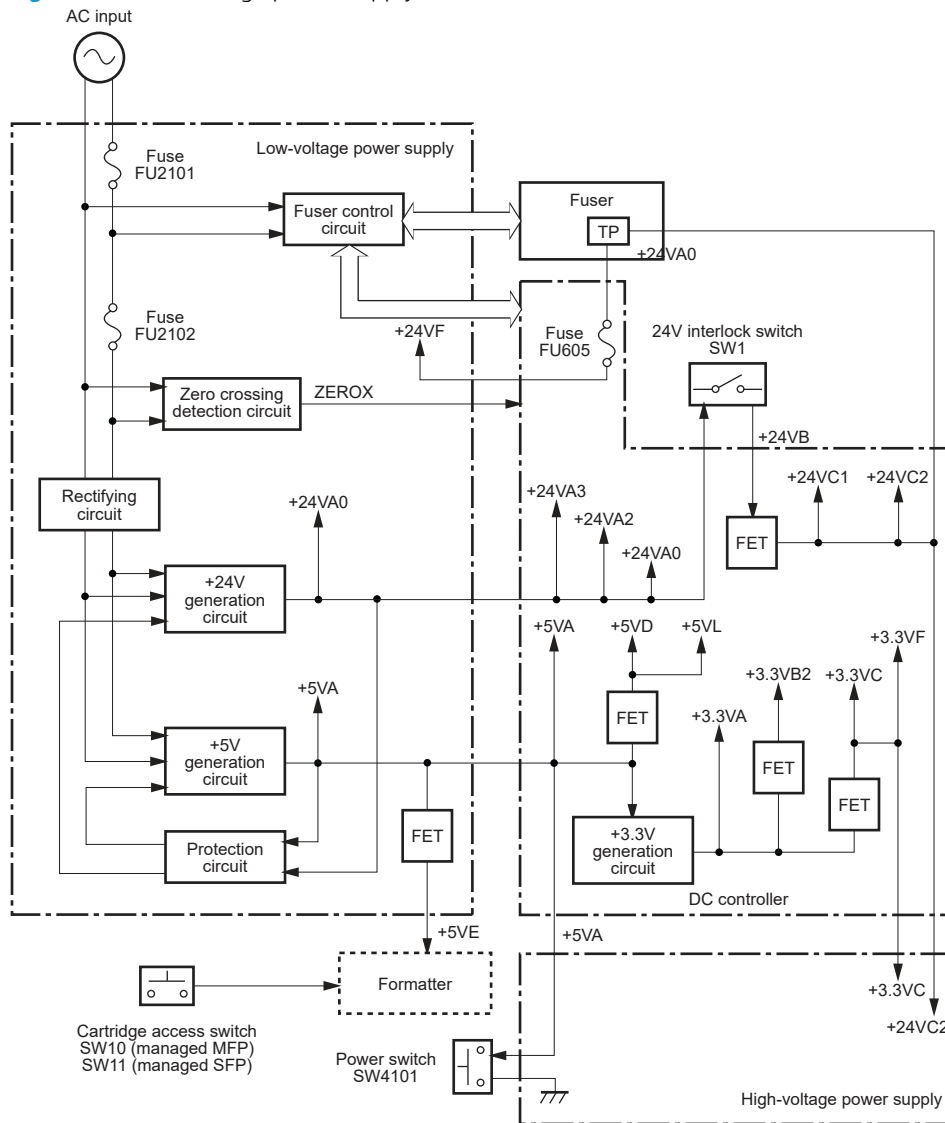 AC input
Low-voltage power supply
Fuse
FU2101
Fuser control
circuit
Fuser
TP
+24VA0
Fuse
FU2102
+24VF
Fuse
FU605
24V interlock switch
SW1
Zero crossing
detection circuit
ZEROX
+24VB
Rectifying
circuit
+24VA0
+24VA3
+24VA2
+24VA0
FET
+24VC1
+24VC2
+24V
generation
circuit
+5VA
+5VA
+5VD
+5VL
+3.3VF
+3.3VC
+3.3VB2
+3.3VA
FET
FET
FET
+5V
generation
circuit
FET
Protection
circuit
+3.3V
generation
circuit
DC controller
+5VE
+5VA
Formatter
+3.3VC
+24VC2
Cartridge access switch
SW10 (managed MFP)
SW11 (managed SFP)
Power switch
SW4101
High-voltage power supply